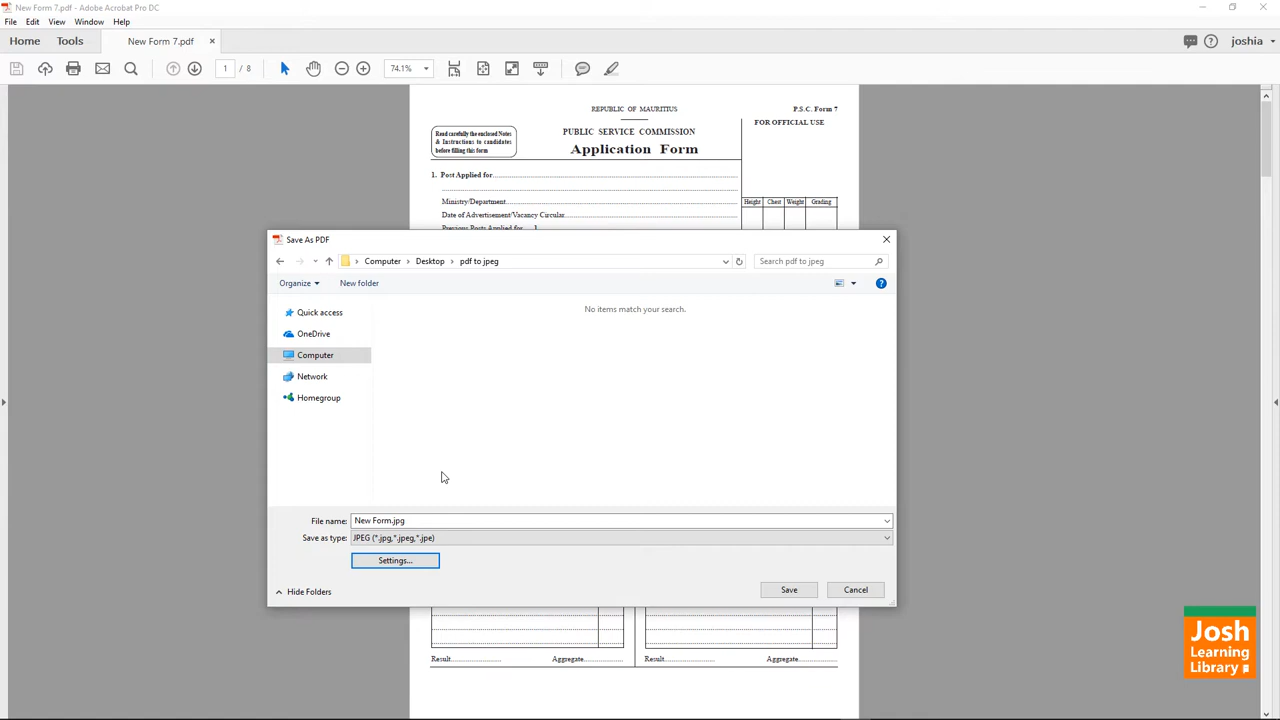 New Form 7.pdf - Adobe Acrobat Pro DC
File Edit View Window Help
Home Tools New Form 7.pdf × joshia
1 / 8 74.1%
REPUBLIC OF MAURITIUS
P.S.C. Form 7
FOR OFFICIAL USE
Read carefully the enclosed Notes
& Instructions to candidates
before filling this form
PUBLIC SERVICE COMMISSION
Application Form
1. Post Applied for
Ministry/Department
Date of Advertisement/Vacancy Circular
Previous Posts Applied for 1
Height Chest Weight Grading
Save As PDF
Computer › Desktop › pdf to jpeg
Search pdf to jpeg
Organize New folder
No items match your search.
Quick access
OneDrive
Computer
Network
Homegroup
File name: New Form.jpg
Save as type: JPEG (*.jpg,*.jpeg,*.jpe)
Settings...
Hide Folders
Save Cancel
Result Aggregate Result Aggregate
Josh
Learning
Library